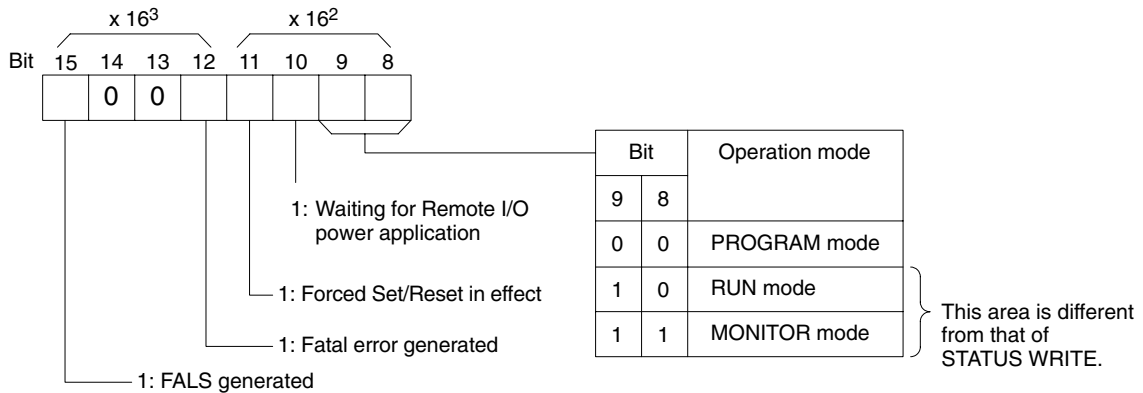 x 16³ x 16²
Bit 15 14 13 12 11 10 9 8
0 0
Bit Operation mode
9 8
0 0 PROGRAM mode
1 0 RUN mode
1 1 MONITOR mode
This area is different
from that of
STATUS WRITE.
1: Waiting for Remote I/O
power application
1: Forced Set/Reset in effect
1: Fatal error generated
1: FALS generated